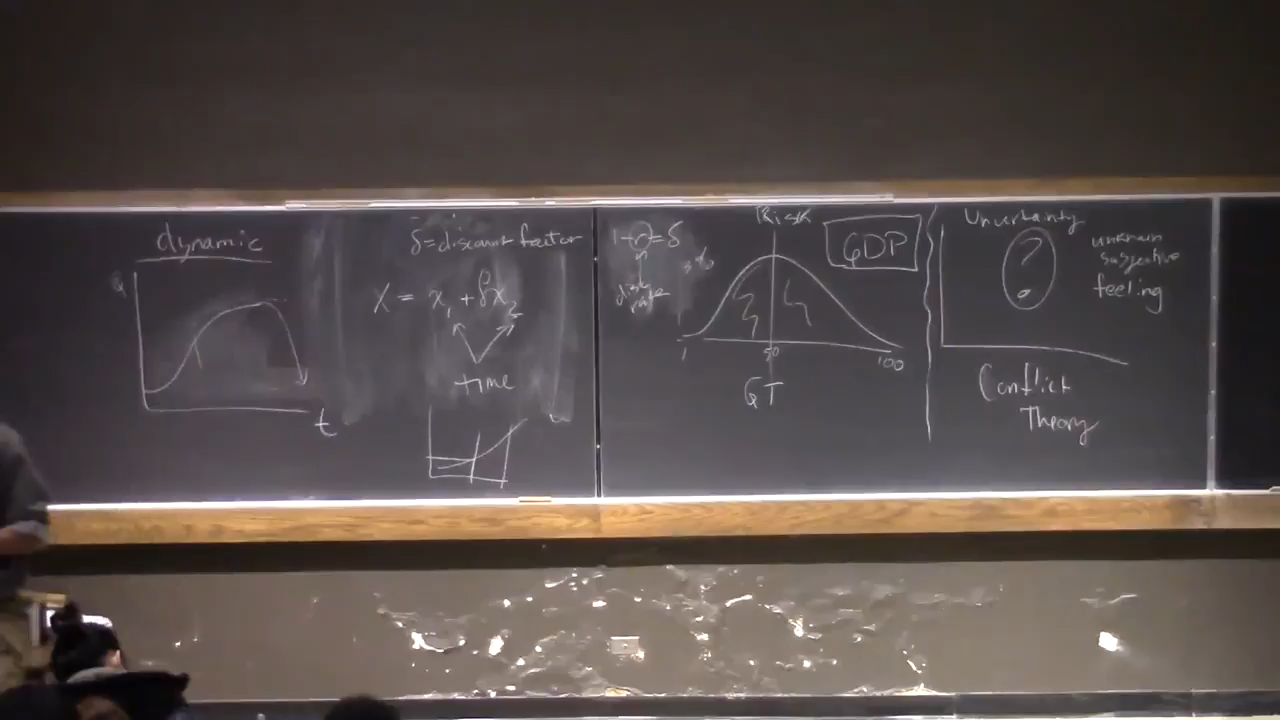 dynamic
Q
t
δ = discount factor
X = x₁ + δx₂
time
1-r = δ
rate
Risk
GDP
1
50
100
GT
Uncertainty
?
unknown
subjective
feeling
Conflict
Theory